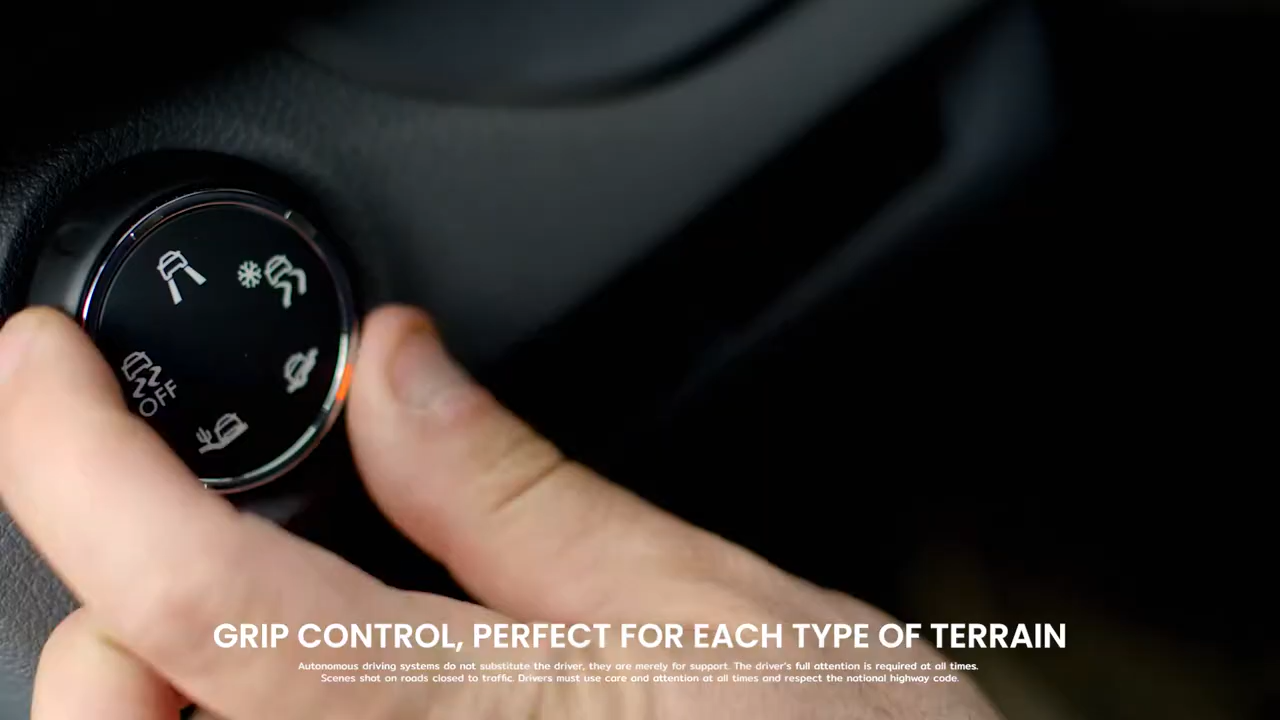 OFF
GRIP CONTROL, PERFECT FOR EACH TYPE OF TERRAIN
Autonomous driving systems do not substitute the driver, they are merely for support. The driver's full attention is required at all times.
Scenes shot on roads closed to traffic. Drivers must use care and attention at all times and respect the national highway code.